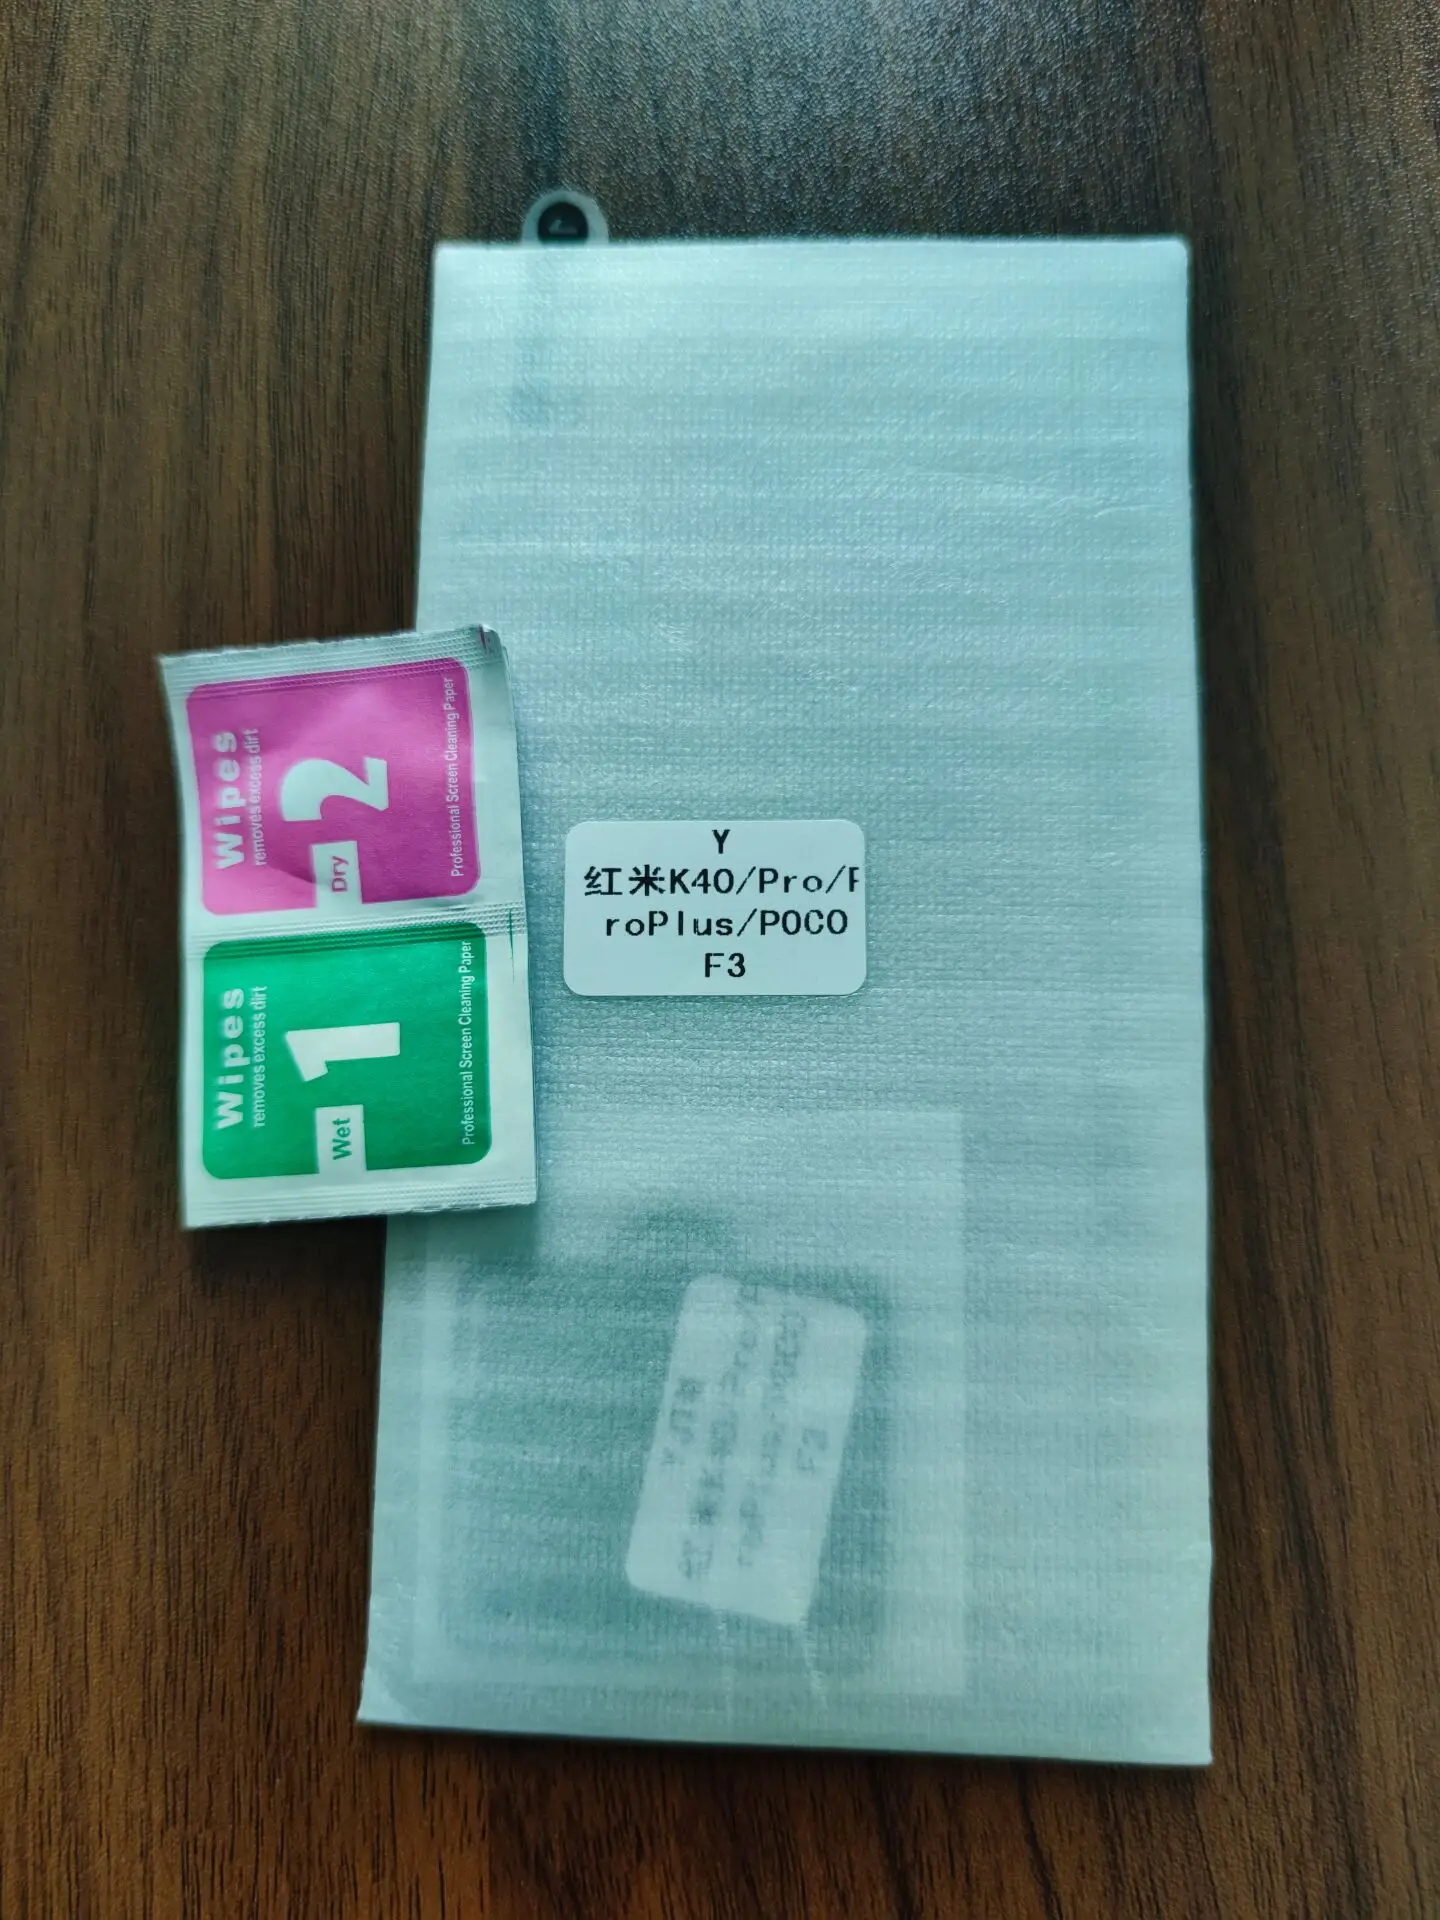 Y
红米K40/Pro/P
roPlus/POCO
F3
Wipes
removes excess dirt
2
Dry
Professional Screen Cleaning Paper
Wipes
removes excess dirt
1
Wet
Professional Screen Cleaning Paper